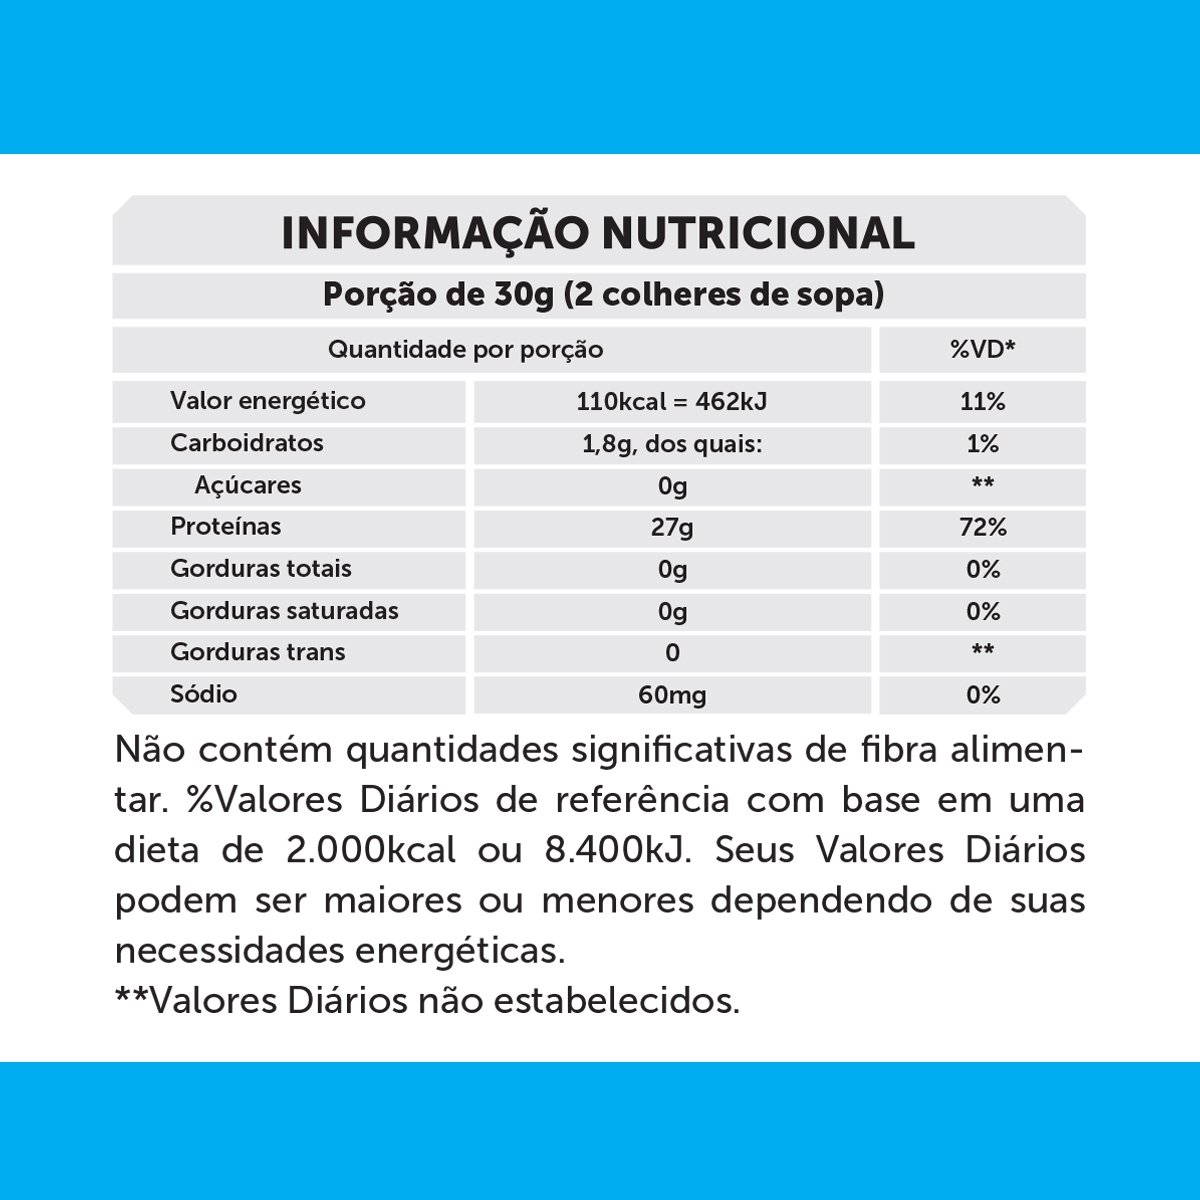 INFORMAÇÃO NUTRICIONAL
Porção de 30g (2 colheres de sopa)
Quantidade por porção %VD*
Valor energético 110kcal = 462kJ 11%
Carboidratos 1,8g, dos quais: 1%
Açúcares 0g **
Proteínas 27g 72%
Gorduras totais 0g 0%
Gorduras saturadas 0g 0%
Gorduras trans 0 **
Sódio 60mg 0%
Não contém quantidades significativas de fibra alimen-
tar. %Valores Diários de referência com base em uma
dieta de 2.000kcal ou 8.400kJ. Seus Valores Diários
podem ser maiores ou menores dependendo de suas
necessidades energéticas.
**Valores Diários não estabelecidos.